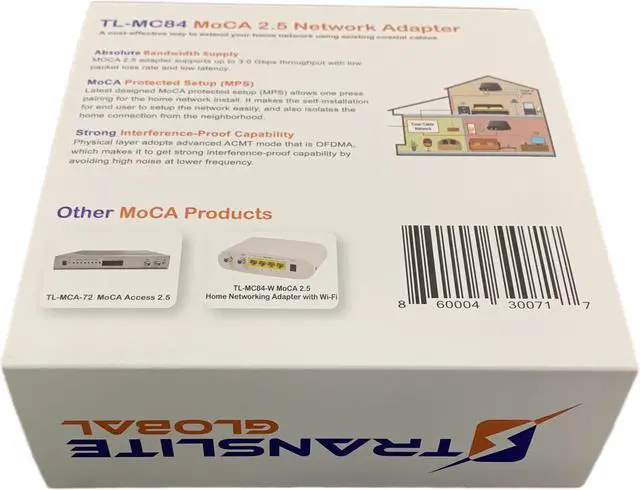 TL-MC84 MoCA 2.5 Network Adapter
A cost-effective way to extend your home network using existing coaxial cables
Absolute Bandwidth Supply
MOCA 2.5 adapter supports up to 3.0 Gbps throughput with low
packet loss rate and low latency.
MoCA Protected Setup (MPS)
Latest designed MoCA protected setup (MPS) allows one press
pairing for the home network install. It makes the self-installation
for end user to setup the network easily, and also isolates the
home connection from the neighborhood.
Strong Interference-Proof Capability
Physical layer adopts advanced ACMT mode that is OFDMA,
which makes it to get strong interference-proof capability by
avoiding high noise at lower frequency.
Coax Cable
Network
Other MoCA Products
TL-MCA-72 MoCA Access 2.5
TL-MC84-W MoCA 2.5
Home Networking Adapter with Wi-Fi
8 60004 30071 7
TRANSLITE
GLOBAL